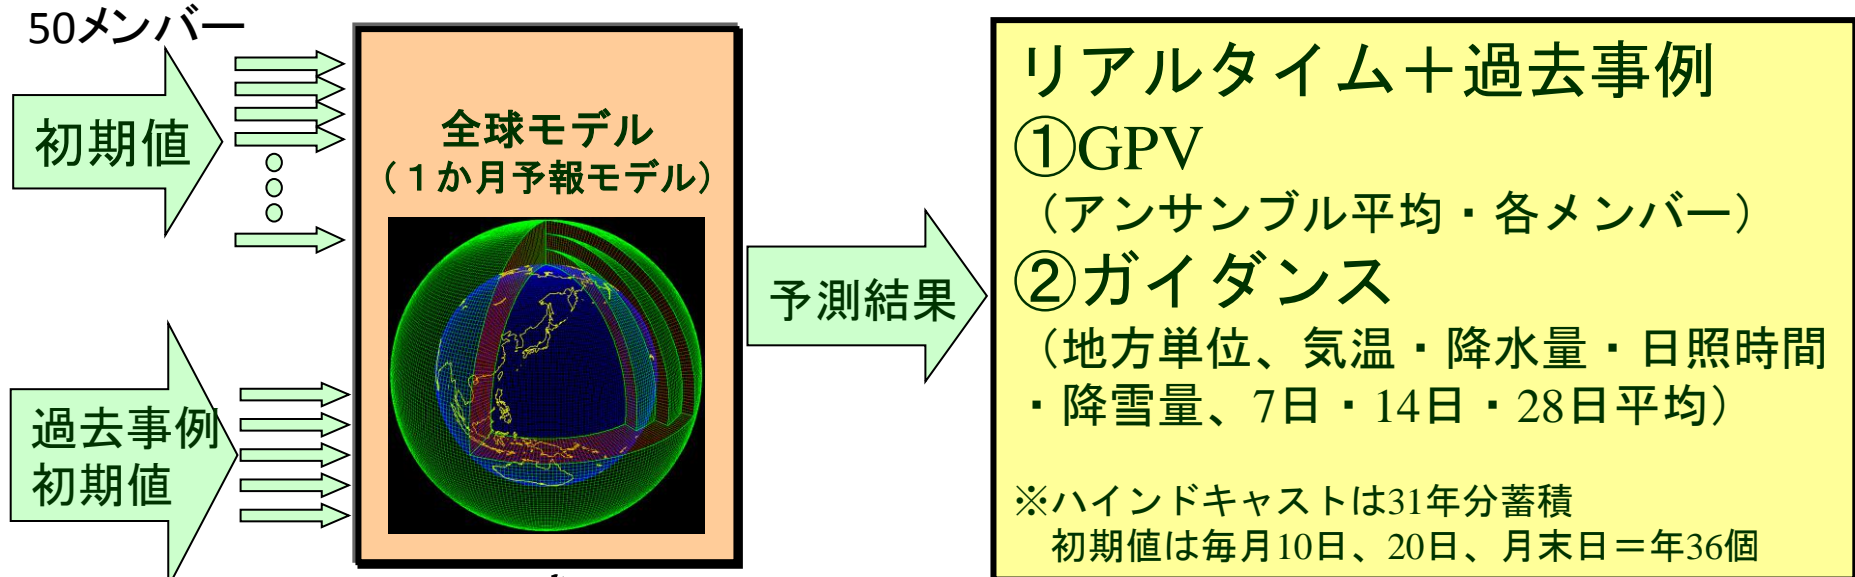 50メンバー
初期値
過去事例
初期値
全球モデル
（１か月予報モデル）
予測結果
リアルタイム＋過去事例
①GPV
（アンサンブル平均・各メンバー）
②ガイダンス
（地方単位、気温・降水量・日照時間
・降雪量、7日・14日・28日平均）
※ハインドキャストは31年分蓄積
初期値は毎月10日、20日、月末日＝年36個